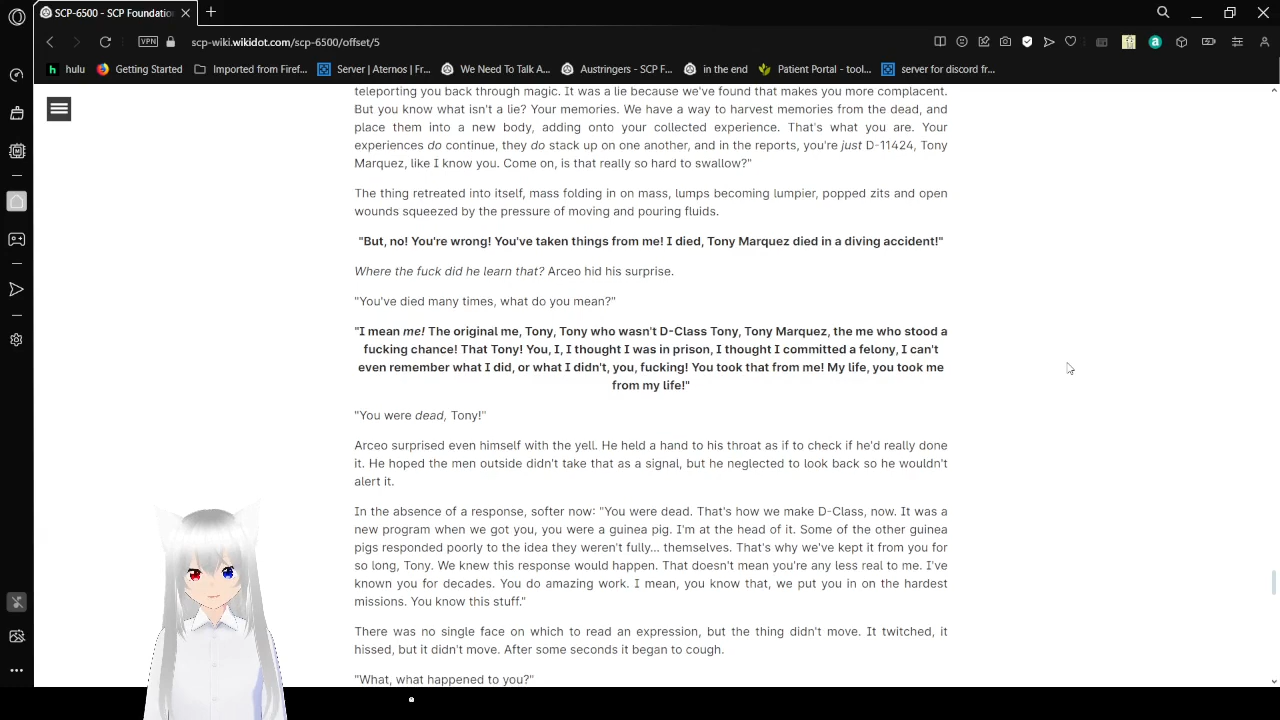 SCP-6500 - SCP Foundatio
scp-wiki.wikidot.com/scp-6500/offset/5
VPN
hulu
Getting Started
Imported from Firef...
Server | Aternos | Fr...
We Need To Talk A...
Austringers - SCP F...
in the end
Patient Portal - tool...
server for discord fr...
teleporting you back through magic. It was a lie because we've found that makes you more complacent.
But you know what isn't a lie? Your memories. We have a way to harvest memories from the dead, and
place them into a new body, adding onto your collected experience. That's what you are. Your
experiences do continue, they do stack up on one another, and in the reports, you're just D-11424, Tony
Marquez, like I know you. Come on, is that really so hard to swallow?"
The thing retreated into itself, mass folding in on mass, lumps becoming lumpier, popped zits and open
wounds squeezed by the pressure of moving and pouring fluids.
"But, no! You're wrong! You've taken things from me! I died, Tony Marquez died in a diving accident!"
Where the fuck did he learn that? Arceo hid his surprise.
"You've died many times, what do you mean?"
"I mean me! The original me, Tony, Tony who wasn't D-Class Tony, Tony Marquez, the me who stood a
fucking chance! That Tony! You, I, I thought I was in prison, I thought I committed a felony, I can't
even remember what I did, or what I didn't, you, fucking! You took that from me! My life, you took me
from my life!"
"You were dead, Tony!"
Arceo surprised even himself with the yell. He held a hand to his throat as if to check if he'd really done
it. He hoped the men outside didn't take that as a signal, but he neglected to look back so he wouldn't
alert it.
In the absence of a response, softer now: "You were dead. That's how we make D-Class, now. It was a
new program when we got you, you were a guinea pig. I'm at the head of it. Some of the other guinea
pigs responded poorly to the idea they weren't fully... themselves. That's why we've kept it from you for
so long, Tony. We knew this response would happen. That doesn't mean you're any less real to me. I've
known you for decades. You do amazing work. I mean, you know that, we put you in on the hardest
missions. You know this stuff."
There was no single face on which to read an expression, but the thing didn't move. It twitched, it
hissed, but it didn't move. After some seconds it began to cough.
"What, what happened to you?"